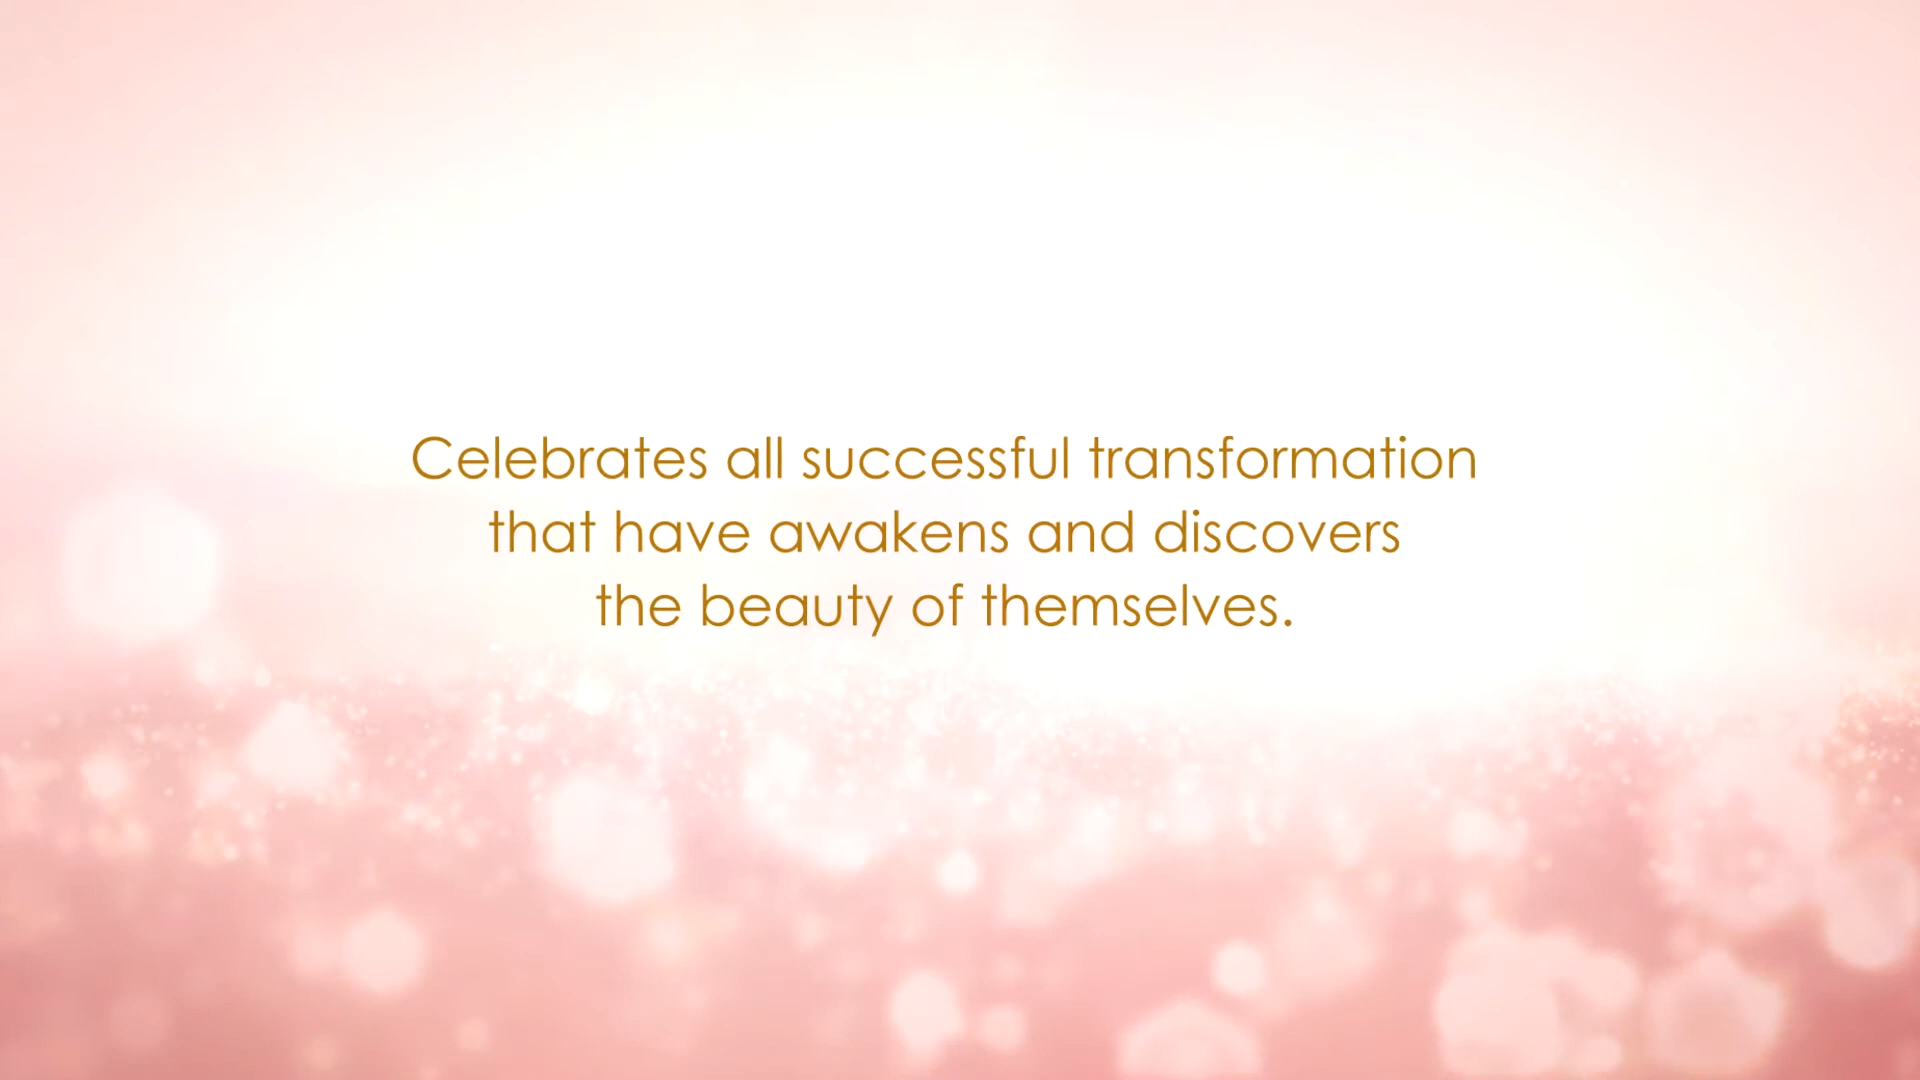 Celebrates all successful transformation
that have awakens and discovers
the beauty of themselves.